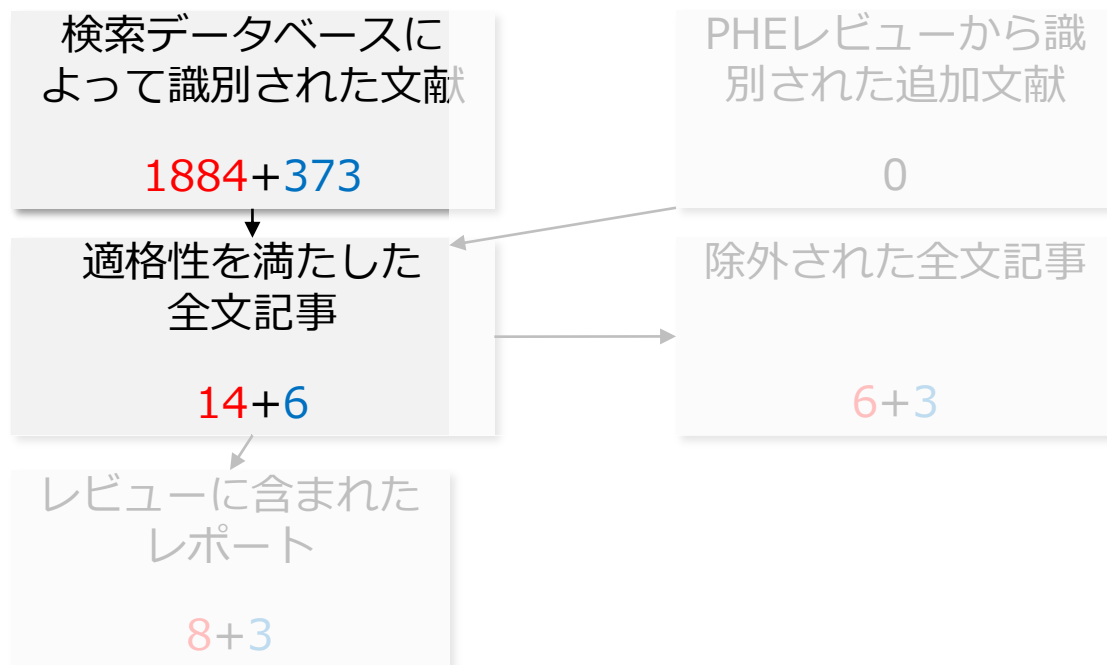 検索データベースに
よって識別された文献
1884+373
PHEレビューから識
別された追加文献
0
適格性を満たした
全文記事
14+6
除外された全文記事
6+3
レビューに含まれた
レポート
8+3